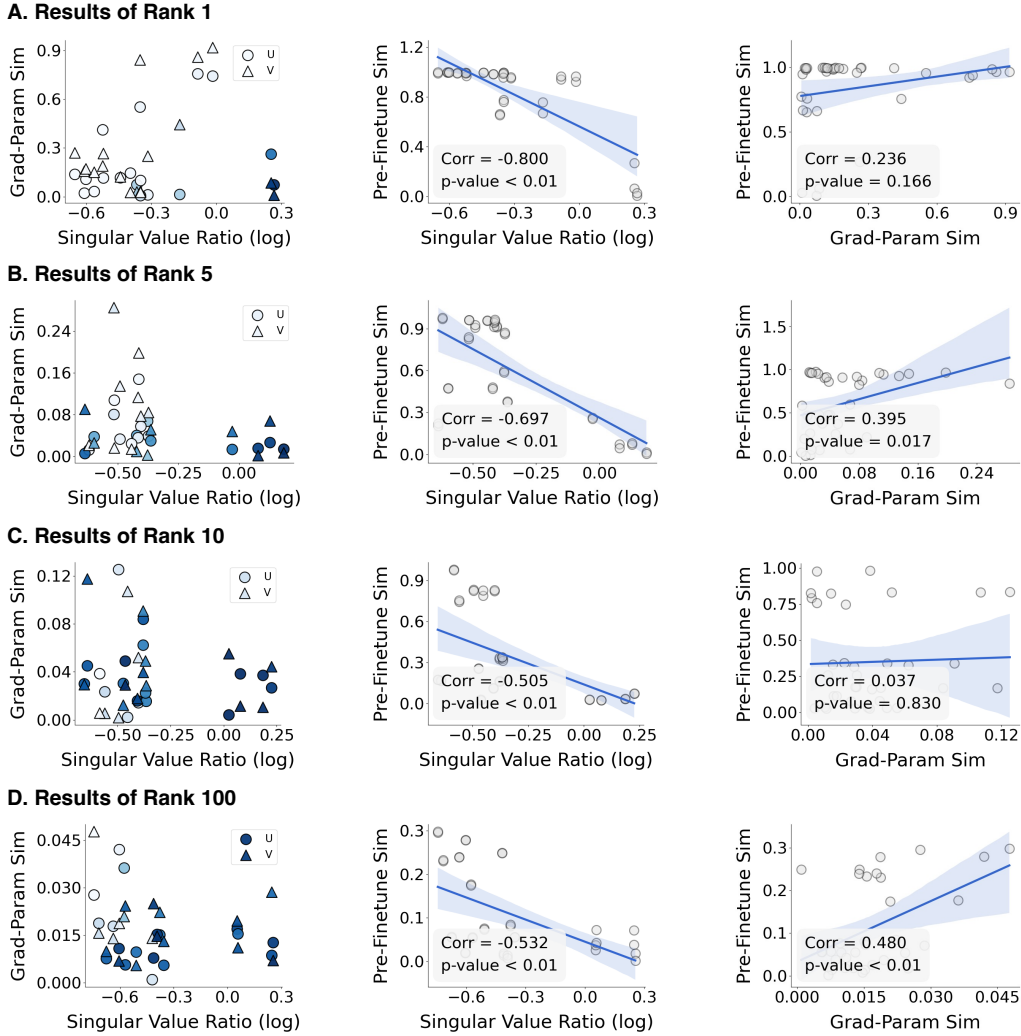 A. Results of Rank 1
Grad-Param Sim
0.9
0.6
0.3
0.0
−0.6
−0.3
0.0
0.3
Singular Value Ratio (log)
U
V
Pre-Finetune Sim
1.2
0.8
0.4
0.0
−0.6
−0.3
0.0
0.3
Singular Value Ratio (log)
Corr = -0.800
p-value < 0.01
Pre-Finetune Sim
1.0
0.5
0.0
0.0
0.3
0.6
0.9
Grad-Param Sim
Corr = 0.236
p-value = 0.166
B. Results of Rank 5
Grad-Param Sim
0.24
0.16
0.08
0.00
−0.50
−0.25
0.00
0.25
Singular Value Ratio (log)
U
V
Pre-Finetune Sim
0.9
0.6
0.3
0.0
−0.50
−0.25
0.00
Singular Value Ratio (log)
Corr = -0.697
p-value < 0.01
Pre-Finetune Sim
1.5
1.0
0.5
0.0
0.00
0.08
0.16
0.24
Grad-Param Sim
Corr = 0.395
p-value = 0.017
C. Results of Rank 10
Grad-Param Sim
0.12
0.08
0.04
0.00
−0.50
−0.25
0.00
0.25
Singular Value Ratio (log)
U
V
Pre-Finetune Sim
0.9
0.6
0.3
0.0
−0.50
−0.25
0.00
0.25
Singular Value Ratio (log)
Corr = -0.505
p-value < 0.01
Pre-Finetune Sim
1.00
0.75
0.50
0.25
0.00
0.00
0.04
0.08
0.12
Grad-Param Sim
Corr = 0.037
p-value = 0.830
D. Results of Rank 100
Grad-Param Sim
0.045
0.030
0.015
0.000
−0.6
−0.3
0.0
0.3
Singular Value Ratio (log)
U
V
Pre-Finetune Sim
0.3
0.2
0.1
0.0
−0.6
−0.3
0.0
0.3
Singular Value Ratio (log)
Corr = -0.532
p-value < 0.01
Pre-Finetune Sim
0.3
0.2
0.1
0.0
0.000
0.015
0.030
0.045
Grad-Param Sim
Corr = 0.480
p-value < 0.01